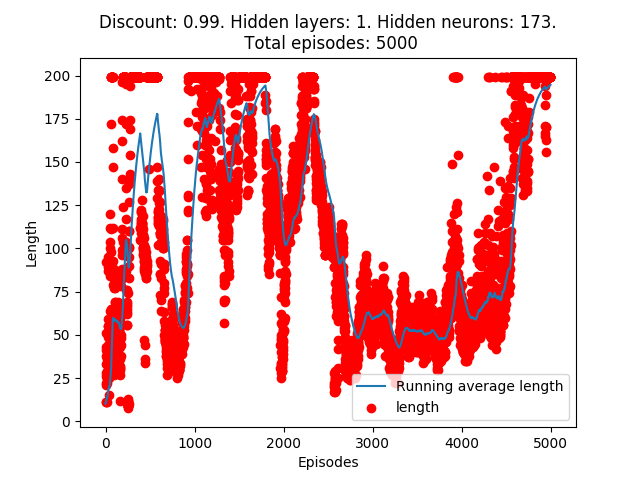 Discount: 0.99. Hidden layers: 1. Hidden neurons: 173.
Total episodes: 5000
200
175
150
125
100
75
50
25
0
Length
Running average length
length
0 1000 2000 3000 4000 5000
Episodes